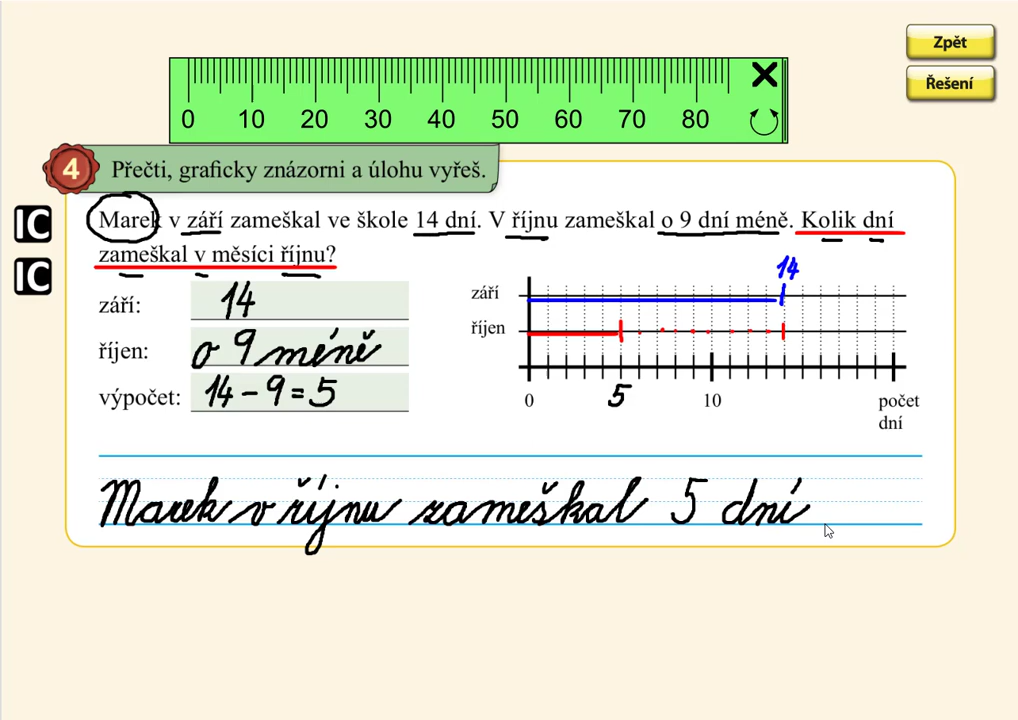 Zpět
Řešení
0 10 20 30 40 50 60 70 80
4 Přečti, graficky znázorni a úlohu vyřeš.
Marek v září zameškal ve škole 14 dní. V říjnu zameškal o 9 dní méně. Kolik dní
zameškal v měsíci říjnu?
IC
IC
září: 14
říjen: o 9 méně
výpočet: 14 - 9 = 5
14
září
říjen
0 5 10 počet
dní
Marek v říjnu zameškal 5 dní